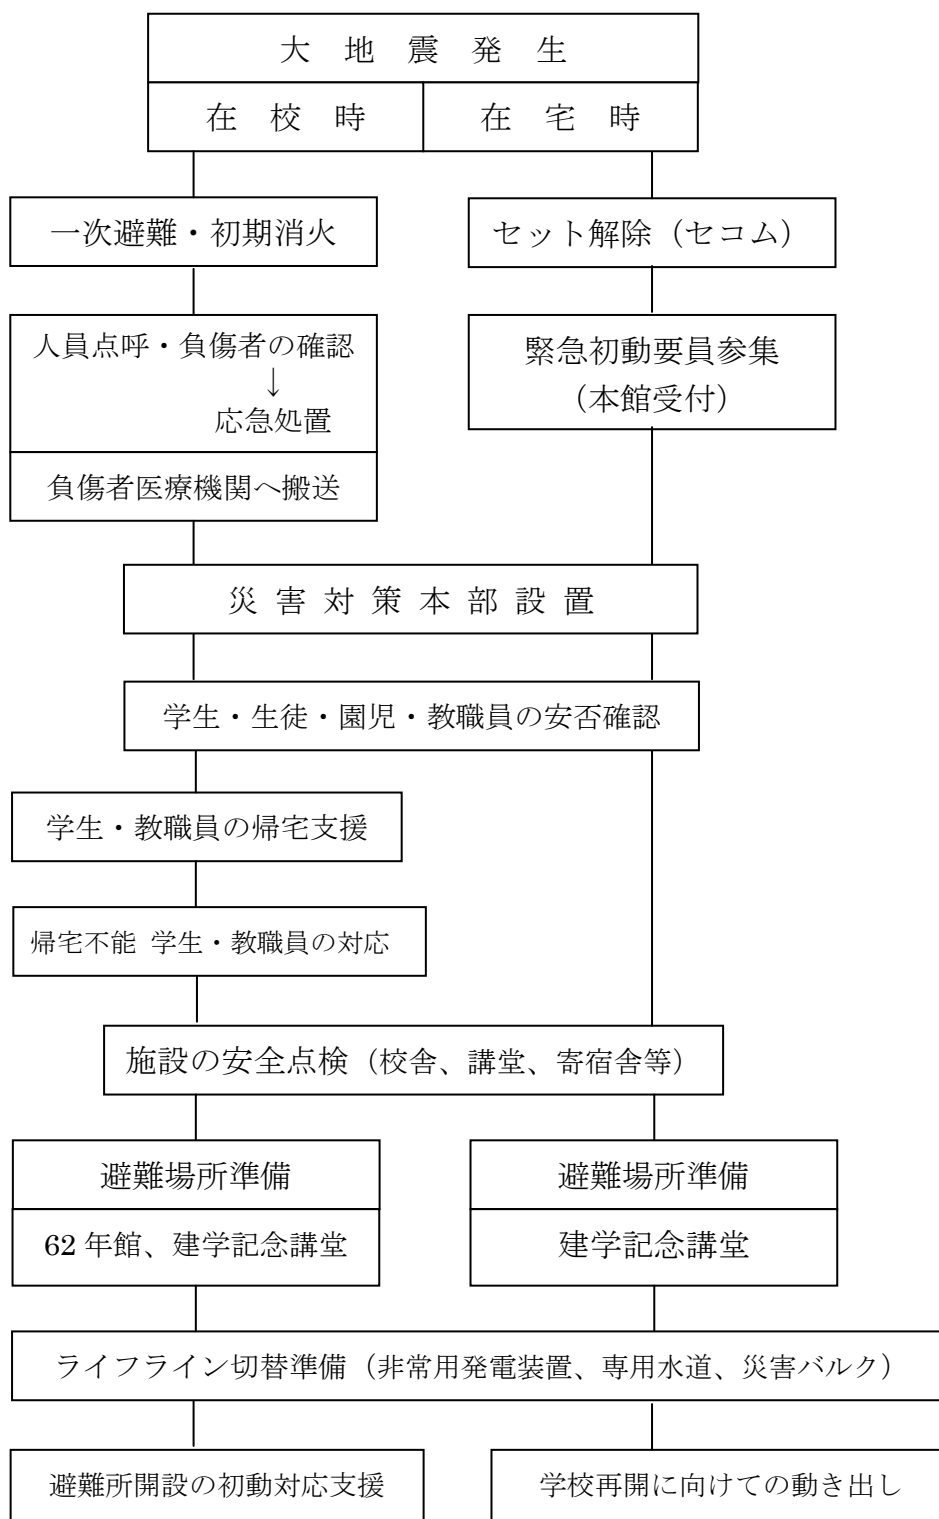 大地震発生
在校時
在宅時
一次避難・初期消火
セット解除（セコム）
人員点呼・負傷者の確認
↓
応急処置
負傷者医療機関へ搬送
緊急初動要員参集
（本館受付）
災害対策本部設置
学生・生徒・園児・教職員の安否確認
学生・教職員の帰宅支援
帰宅不能 学生・教職員の対応
施設の安全点検（校舎、講堂、寄宿舎等）
避難場所準備
62 年館、建学記念講堂
避難場所準備
建学記念講堂
ライフライン切替準備（非常用発電装置、専用水道、災害バルク）
避難所開設の初動対応支援
学校再開に向けての動き出し